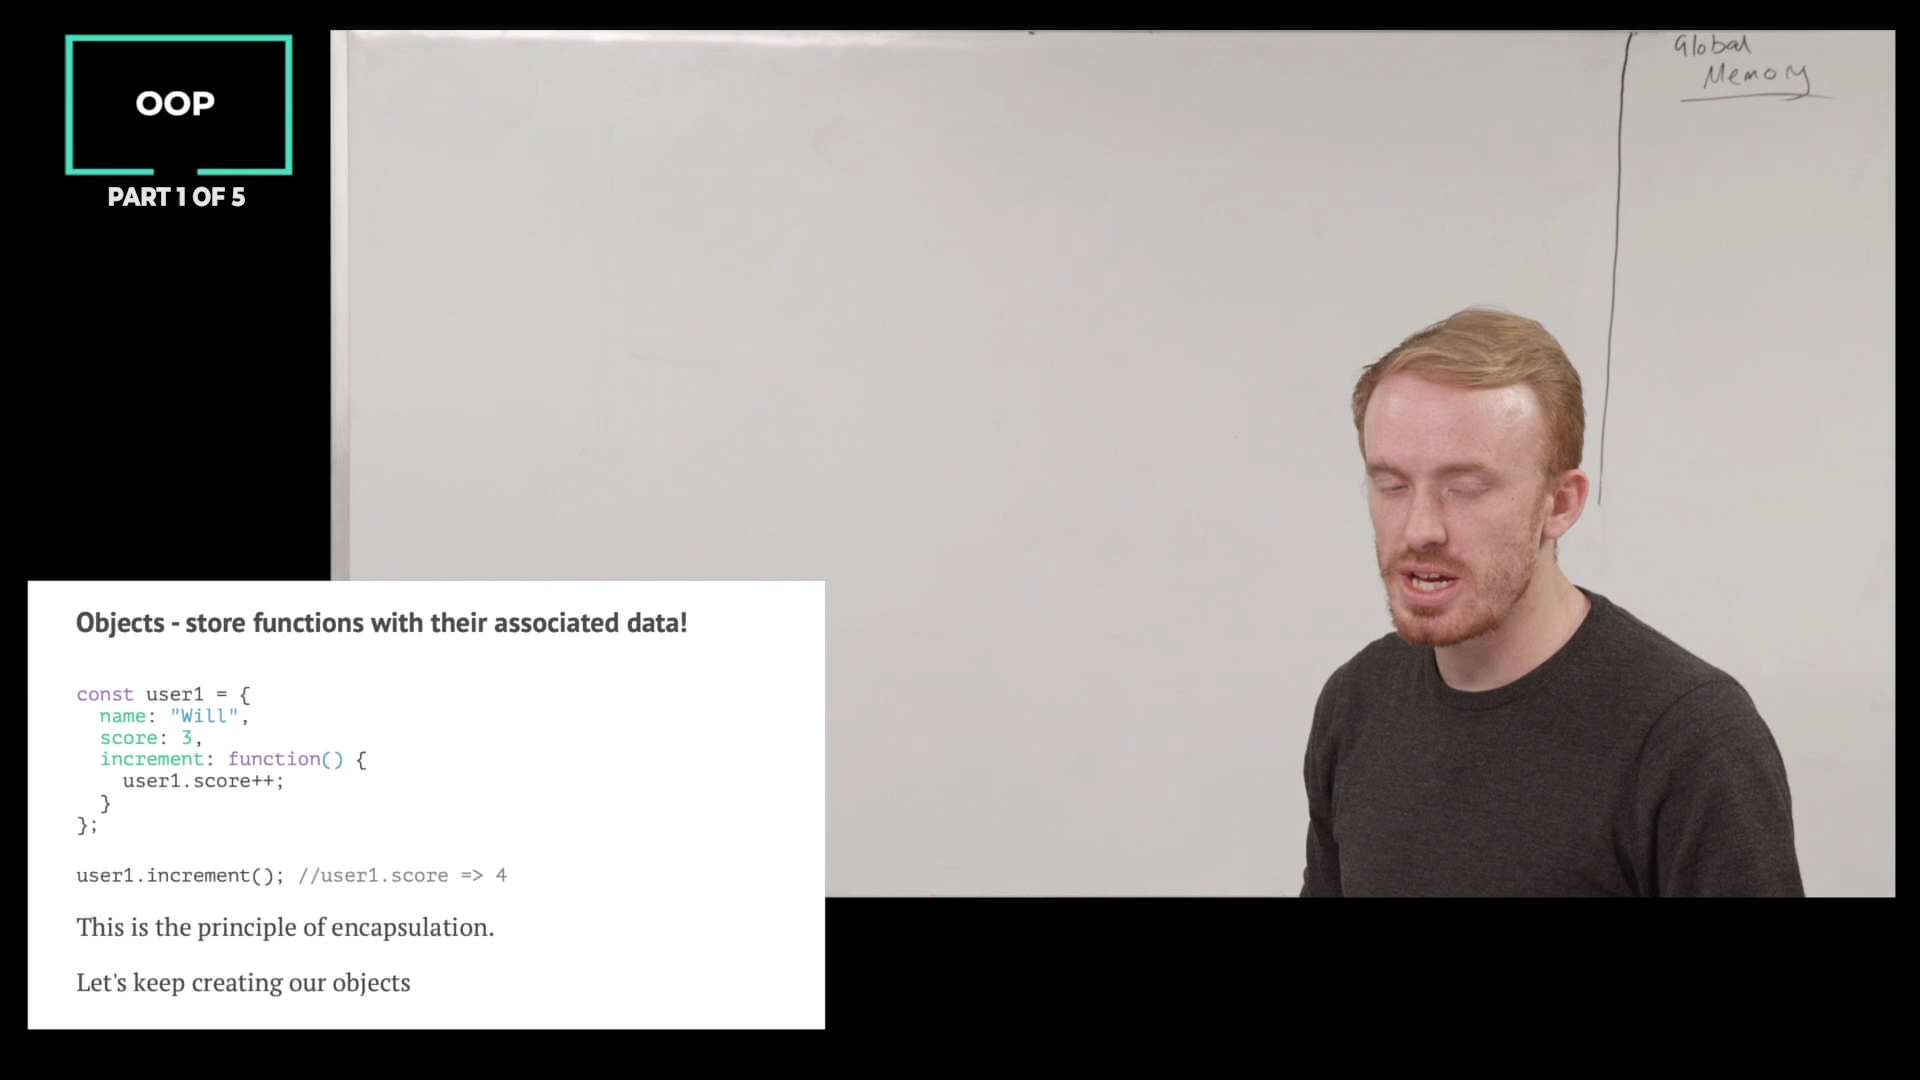 OOP
PART 1 OF 5
Global
Memory
Objects - store functions with their associated data!
const user1 = {
  name: "Will",
  score: 3,
  increment: function() {
    user1.score++;
  }
};
user1.increment(); //user1.score => 4
This is the principle of encapsulation.
Let's keep creating our objects